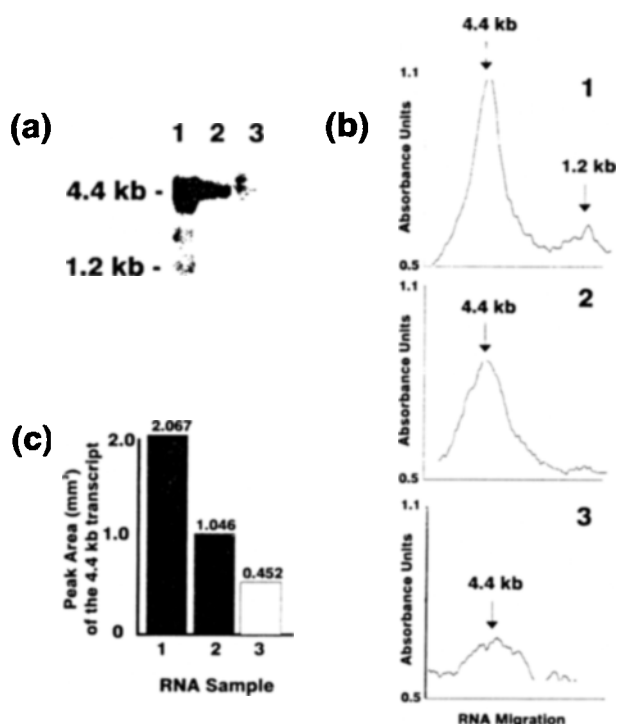 (a)
1 2 3
4.4 kb -
1.2 kb -
(b)
4.4 kb
1.1
1
Absorbance Units
1.2 kb
0.5
1.1
2
4.4 kb
Absorbance Units
0.5
1.1
3
4.4 kb
Absorbance Units
0.5
RNA Migration
(c)
Peak Area (mm²)
of the 4.4 kb transcript
2.0
1.0
0
2.067
1.046
0.452
1 2 3
RNA Sample